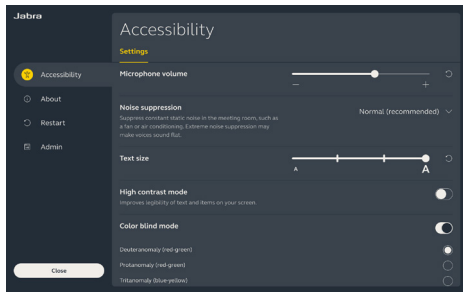 Jabra
Accessibility
Settings
Accessibility
About
Restart
Admin
Close
Microphone volume
− +
Noise suppression
Suppress constant static noise in the meeting room, such as
a fan or air conditioning. Extreme noise suppression may
make voices sound flat.
Normal (recommended)
Text size
A A
High contrast mode
Improves legibility of text and items on your screen.
Color blind mode
Deuteranomaly (red-green)
Protanomaly (red-green)
Tritanomaly (blue-yellow)